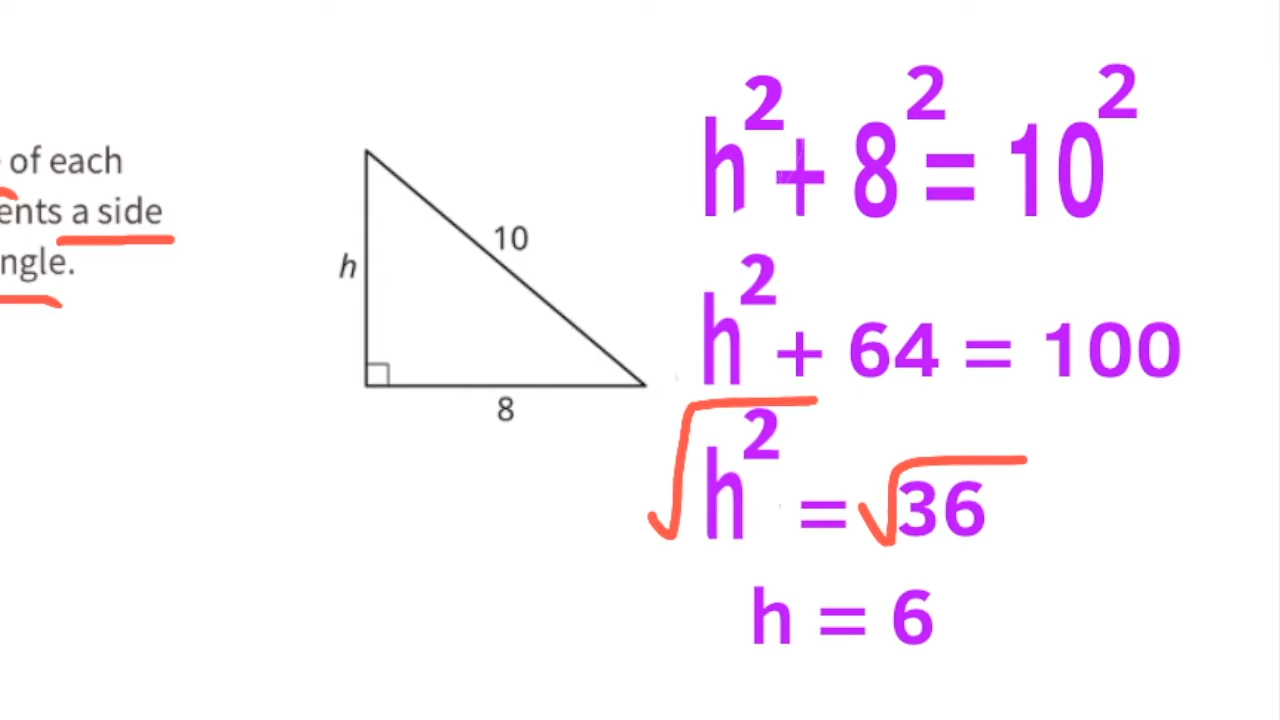 of each
ents a side
ngle.
h
10
8
h² + 8² = 10²
h² + 64 = 100
√h² = √36
h = 6